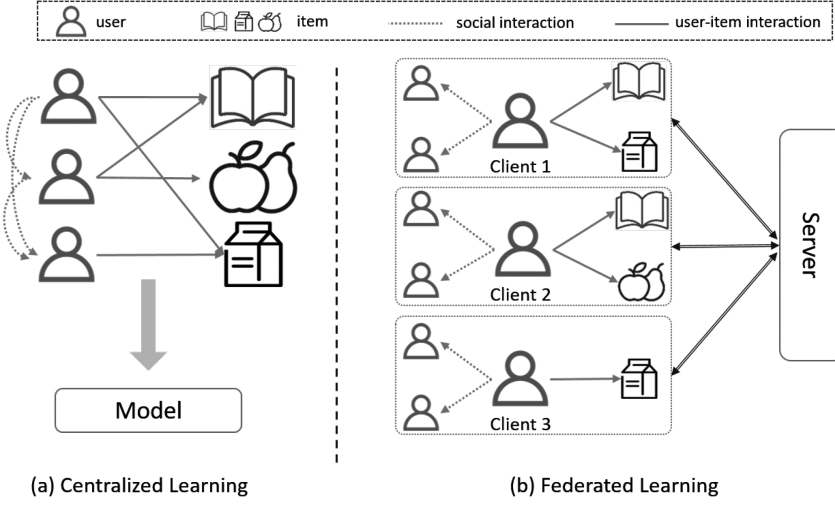 user item social interaction user-item interaction
Client 1
Client 2
Client 3
Server
Model
(a) Centralized Learning
(b) Federated Learning